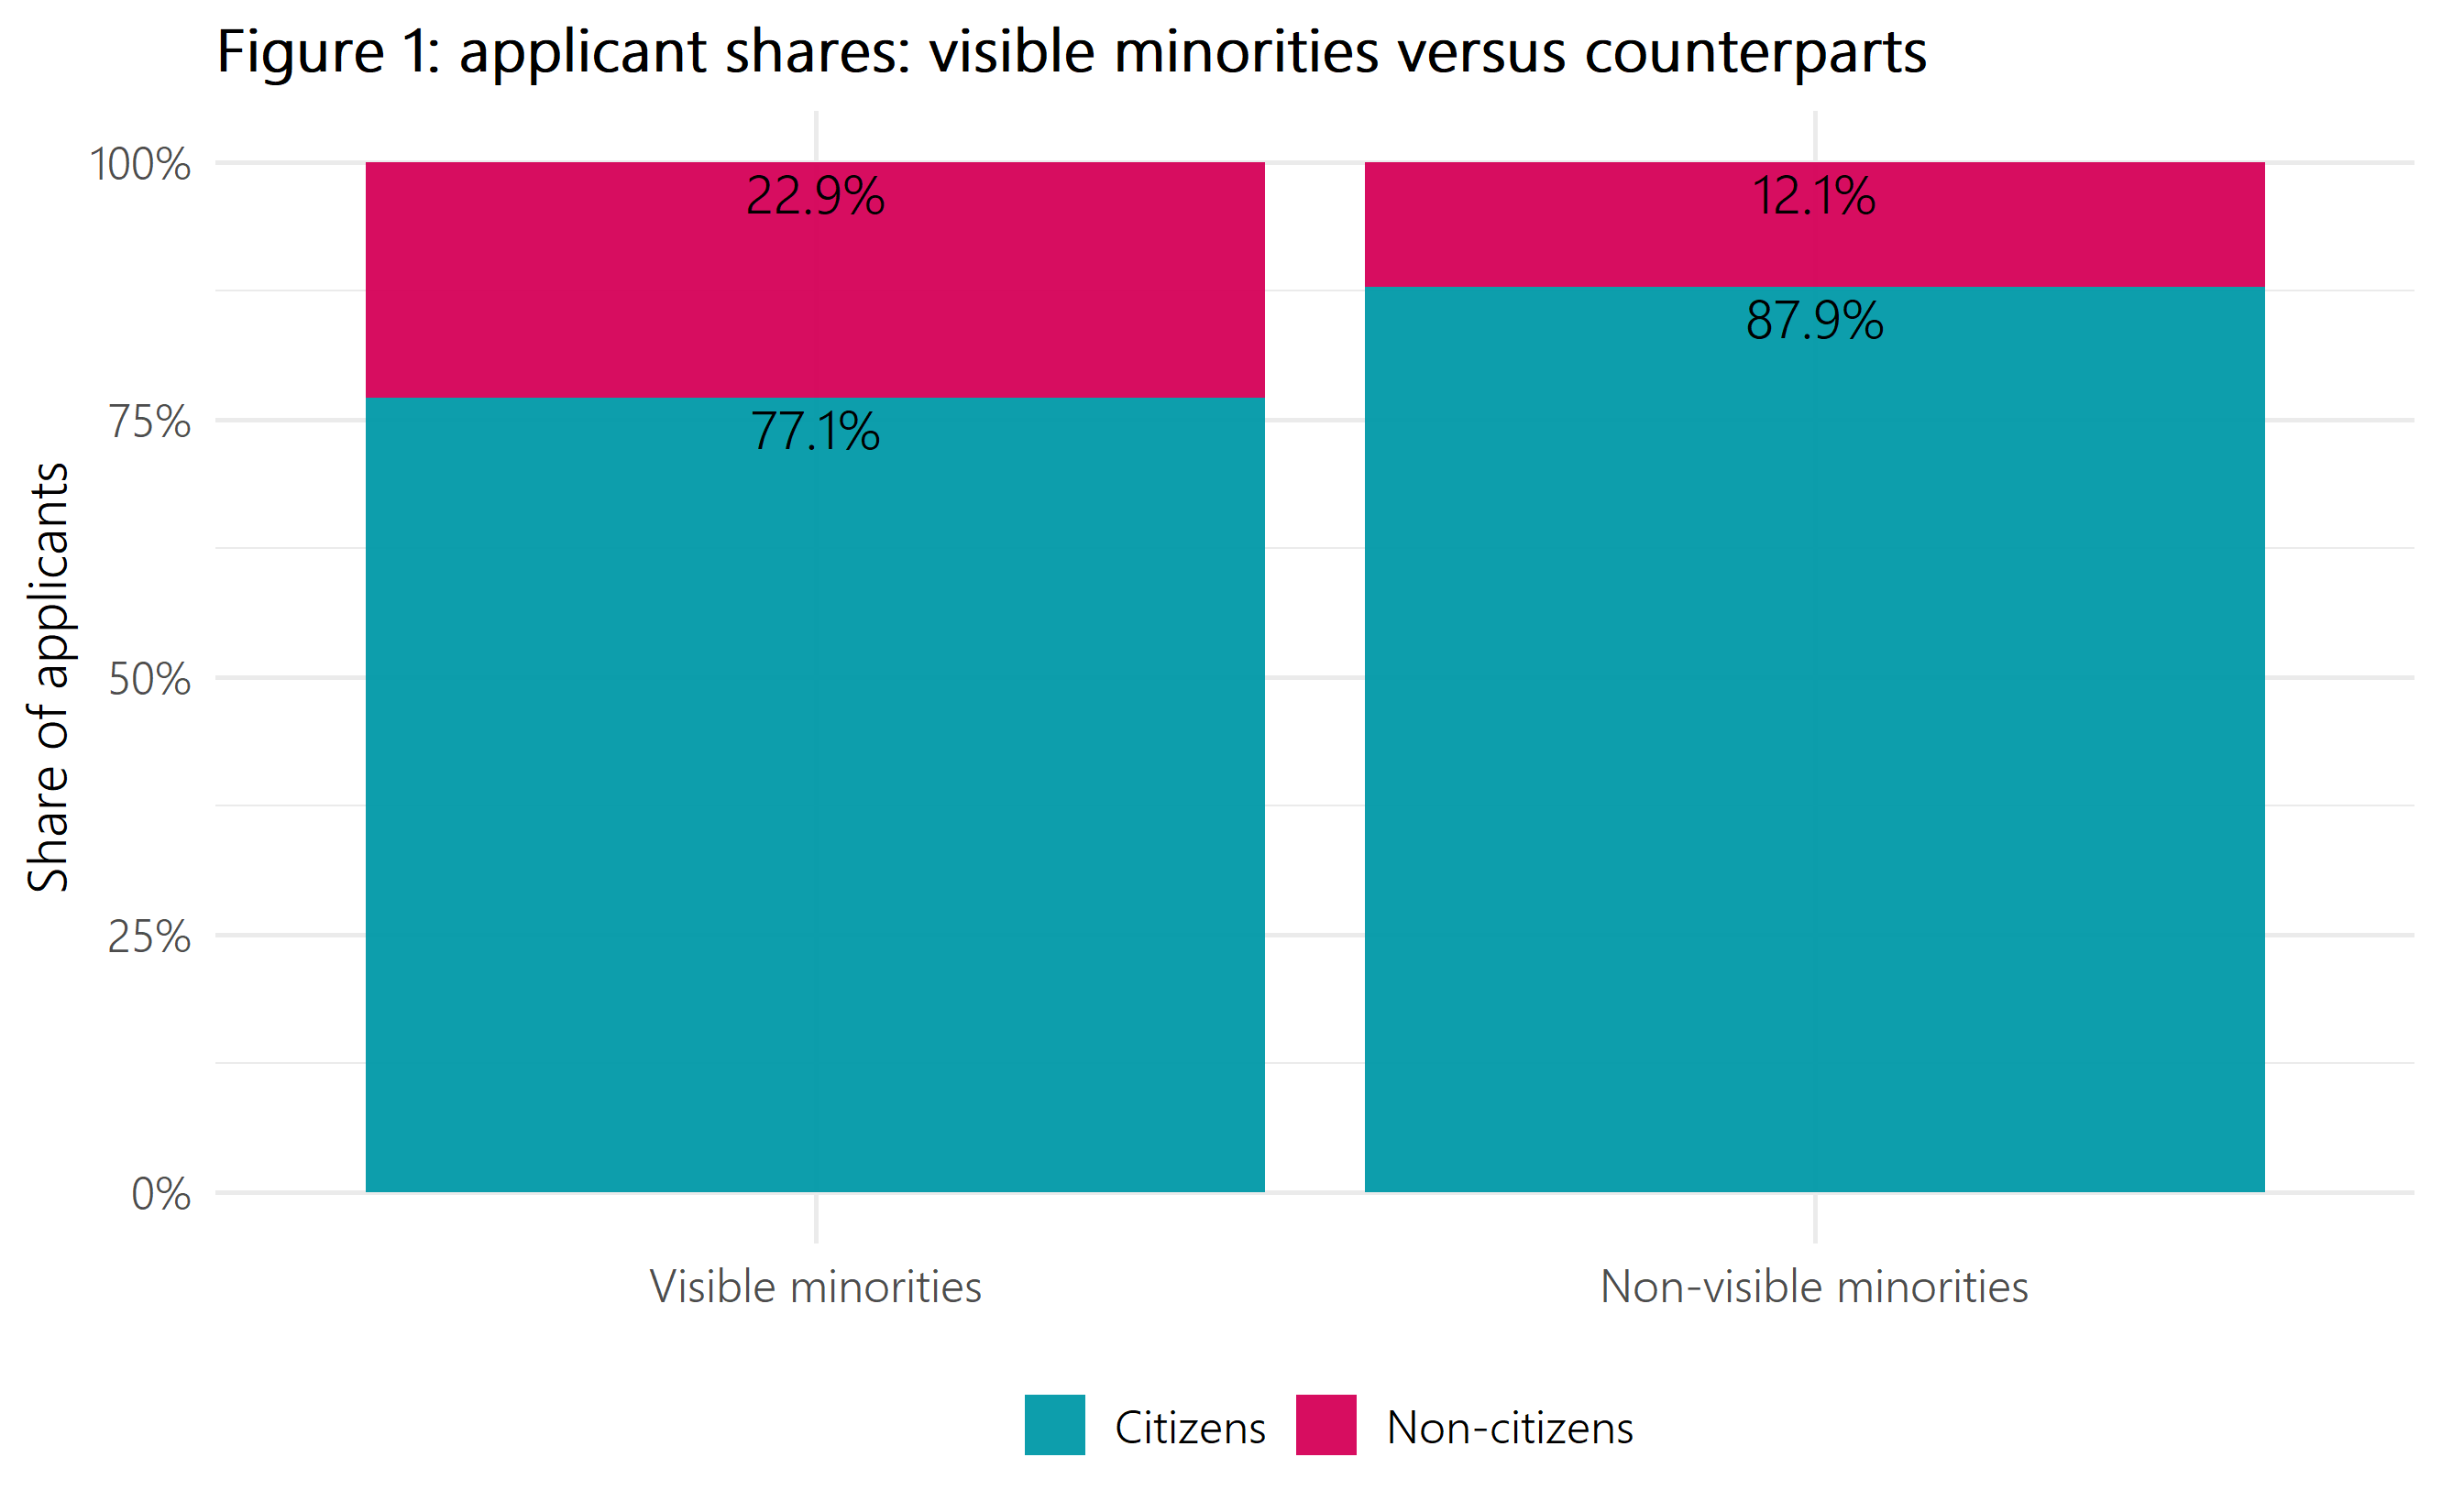 Figure 1: applicant shares: visible minorities versus counterparts
Share of applicants
100%
75%
50%
25%
0%
22.9%
77.1%
12.1%
87.9%
Visible minorities
Non-visible minorities
Citizens
Non-citizens